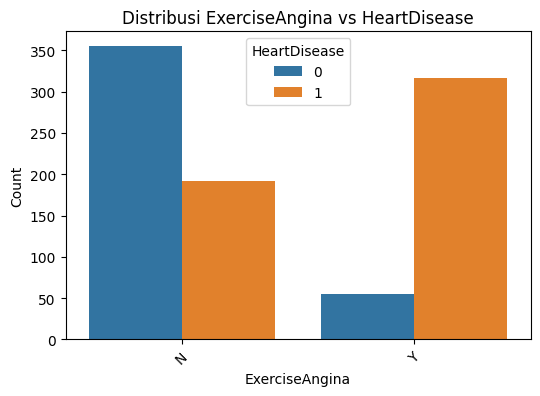 Distribusi ExerciseAngina vs HeartDisease
HeartDisease
0
1
350
300
250
200
150
100
50
0
Count
N
Y
ExerciseAngina